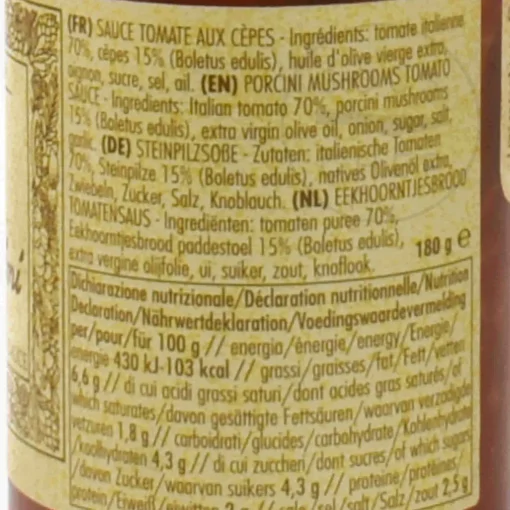 (FR) SAUCE TOMATE AUX CÈPES - Ingrédients: tomate italienne
70%, cèpes 15% (Boletus edulis), huile d'olive vierge extra,
oignon, sucre, sel, ail. (EN) PORCINI MUSHROOMS TOMATO
SAUCE - Ingredients: Italian tomato 70%, porcini mushrooms
15% (Boletus edulis), extra virgin olive oil, onion, sugar, salt,
garlic. (DE) STEINPILZSOßE - Zutaten: italienische Tomaten
70%, Steinpilze 15% (Boletus edulis), natives Olivenöl extra,
Zwiebeln, Zucker, Salz, Knoblauch. (NL) EEKHOORNTJESBROOD
TOMATENSAUS - Ingrediënten: tomaten puree 70%,
Eekhoorntjesbrood paddestoel 15% (Boletus edulis),
extra vergine olijfolie, ui, suiker, zout, knoflook.
180 g e
Dichiarazione nutrizionale/Déclaration nutritionnelle/Nutrition
Declaration/Nährwertdeklaration/Voedingswaardevermelding
per/pour/für 100 g // energia/énergie/energy/Energie/
energie 430 kJ-103 kcal // grassi/graisses/fat/Fett/vetten
6,6 g // di cui acidi grassi saturi/dont acides gras saturés/of
which saturates/davon gesättigte Fettsäuren/waarvan verzadigde
vetzuren 1,8 g // carboidrati/glucides/carbohydrate/Kohlenhydrate
/koolhydraten 4,3 g // di cui zuccheri/dont sucres/of which sugars
/davon Zucker/waarvan suikers 4,3 g // proteine/protéines/
protein/Eiweiß/eiwitten 2 g // sale/sel/salt/Salz/zout 2,5 g